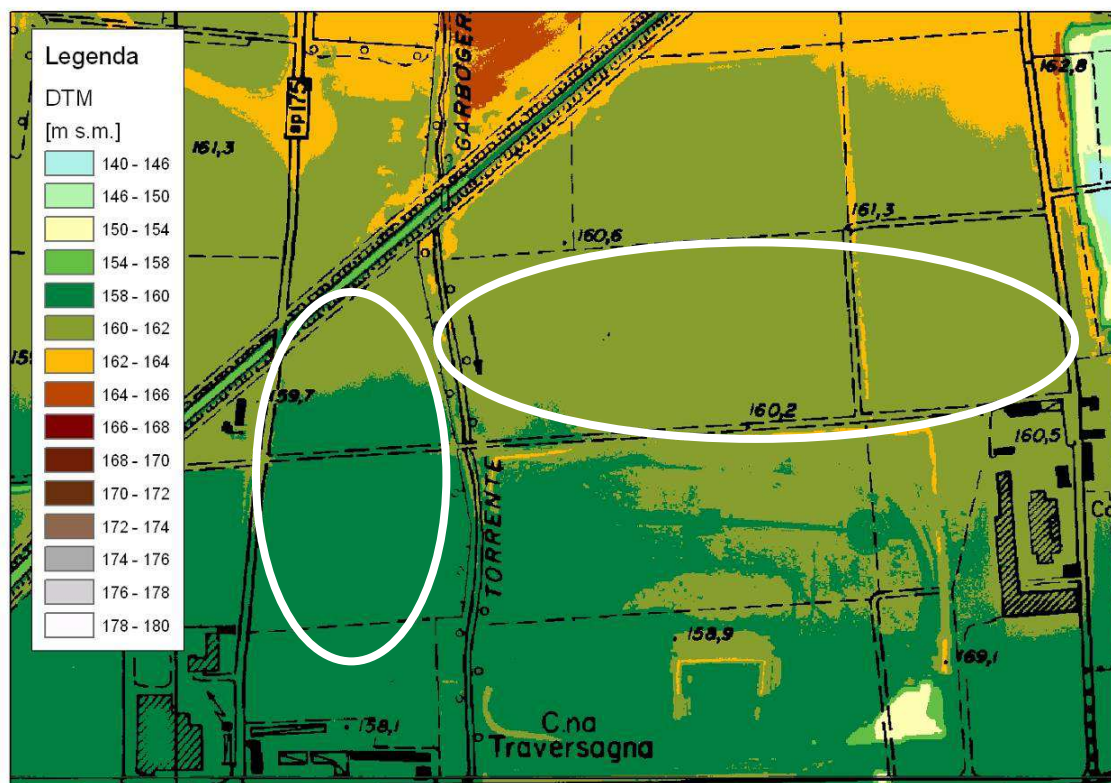 Legenda
DTM
[m s.m.]
140 - 146
146 - 150
150 - 154
154 - 158
158 - 160
160 - 162
162 - 164
164 - 166
166 - 168
168 - 170
170 - 172
172 - 174
174 - 176
176 - 178
178 - 180
sp175
GARBOGER
162,8
161,3
161,3
160,6
159,7
160,2
160,5
TORRENTE
158,9
169,1
158,1
C.na
Traversagna